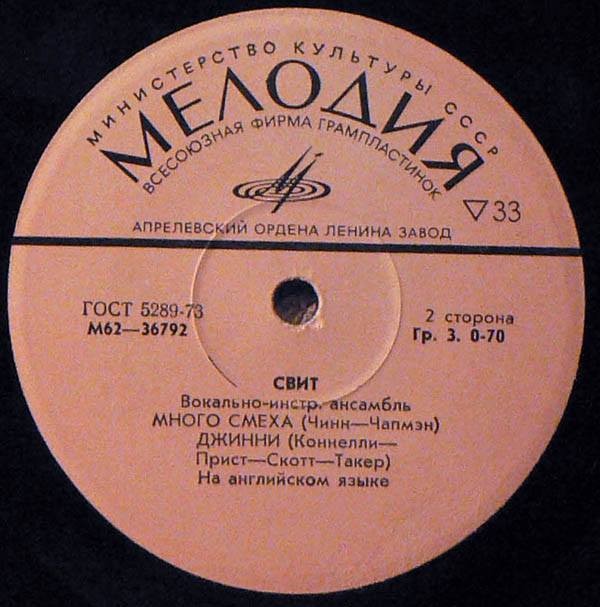 МИНИСТЕРСТВО КУЛЬТУРЫ СССР
МЕЛОДИЯ
ВСЕСОЮЗНАЯ ФИРМА ГРАМПЛАСТИНОК
▽33
АПРЕЛЕВСКИЙ ОРДЕНА ЛЕНИНА ЗАВОД
ГОСТ 5289-73
М62—36792
2 сторона
Гр. 3. 0-70
СВИТ
Вокально-инстр. ансамбль
МНОГО СМЕХА (Чинн—Чапмэн)
ДЖИННИ (Коннелли—
Прист—Скотт—Такер)
На английском языке